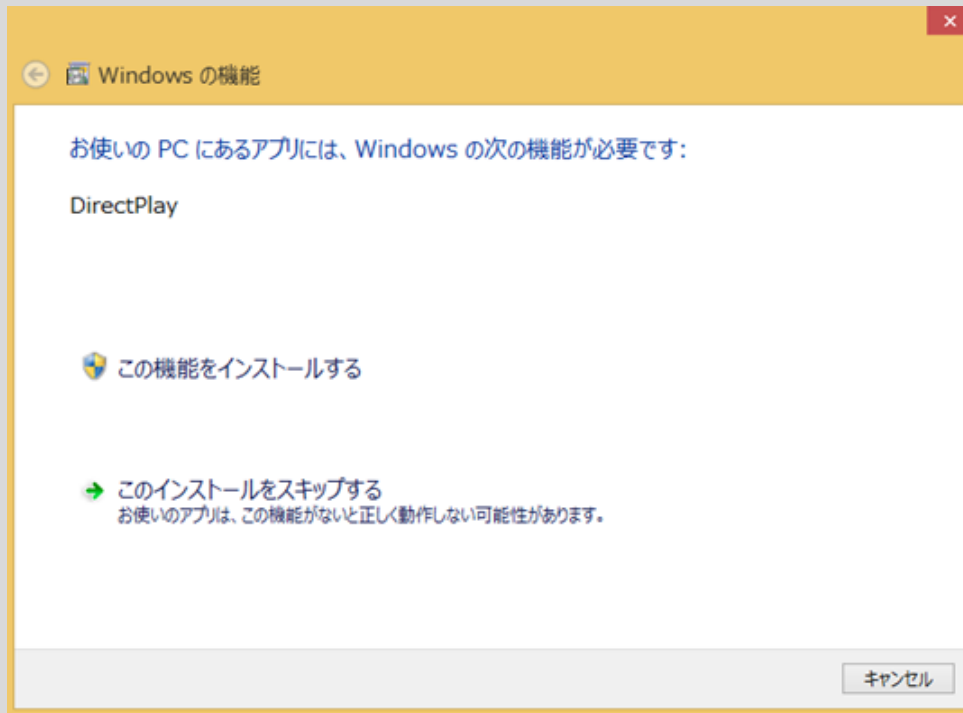 Windows の機能
お使いの PC にあるアプリには、Windows の次の機能が必要です:
DirectPlay
この機能をインストールする
このインストールをスキップする
お使いのアプリは、この機能がないと正しく動作しない可能性があります。
キャンセル